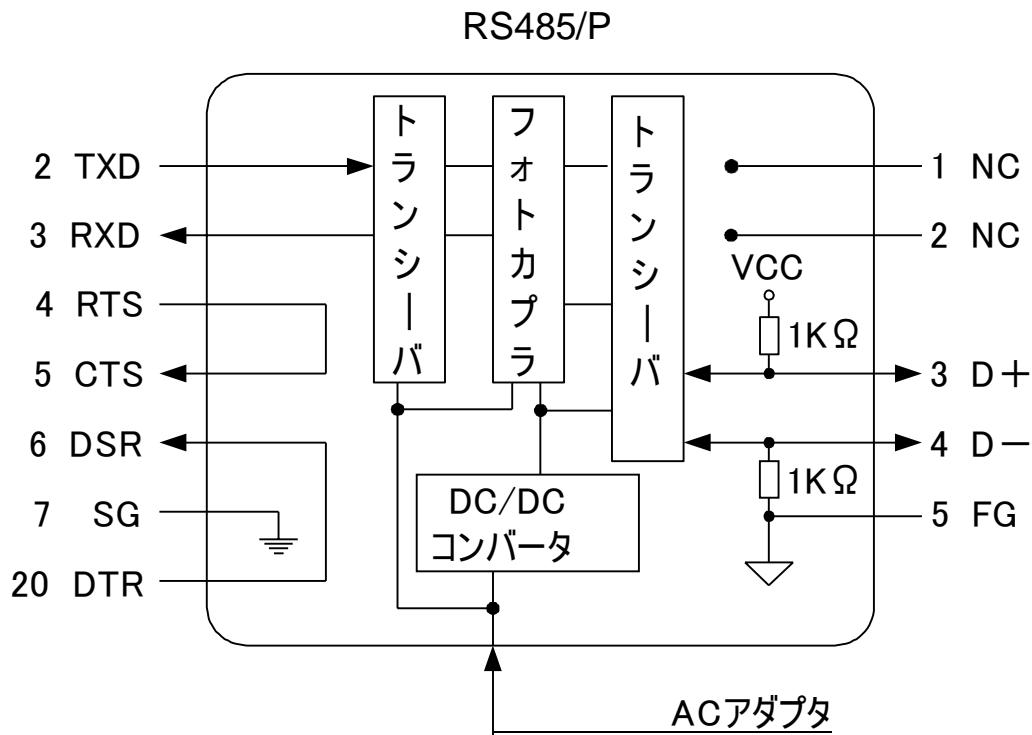 RS485/P
2 TXD
3 RXD
4 RTS
5 CTS
6 DSR
7 SG
20 DTR
トランシーバ
フォトカプラ
トランシーバ
DC/DC
コンバータ
VCC
1KΩ
1KΩ
1 NC
2 NC
3 D+
4 D-
5 FG
ACアダプタ